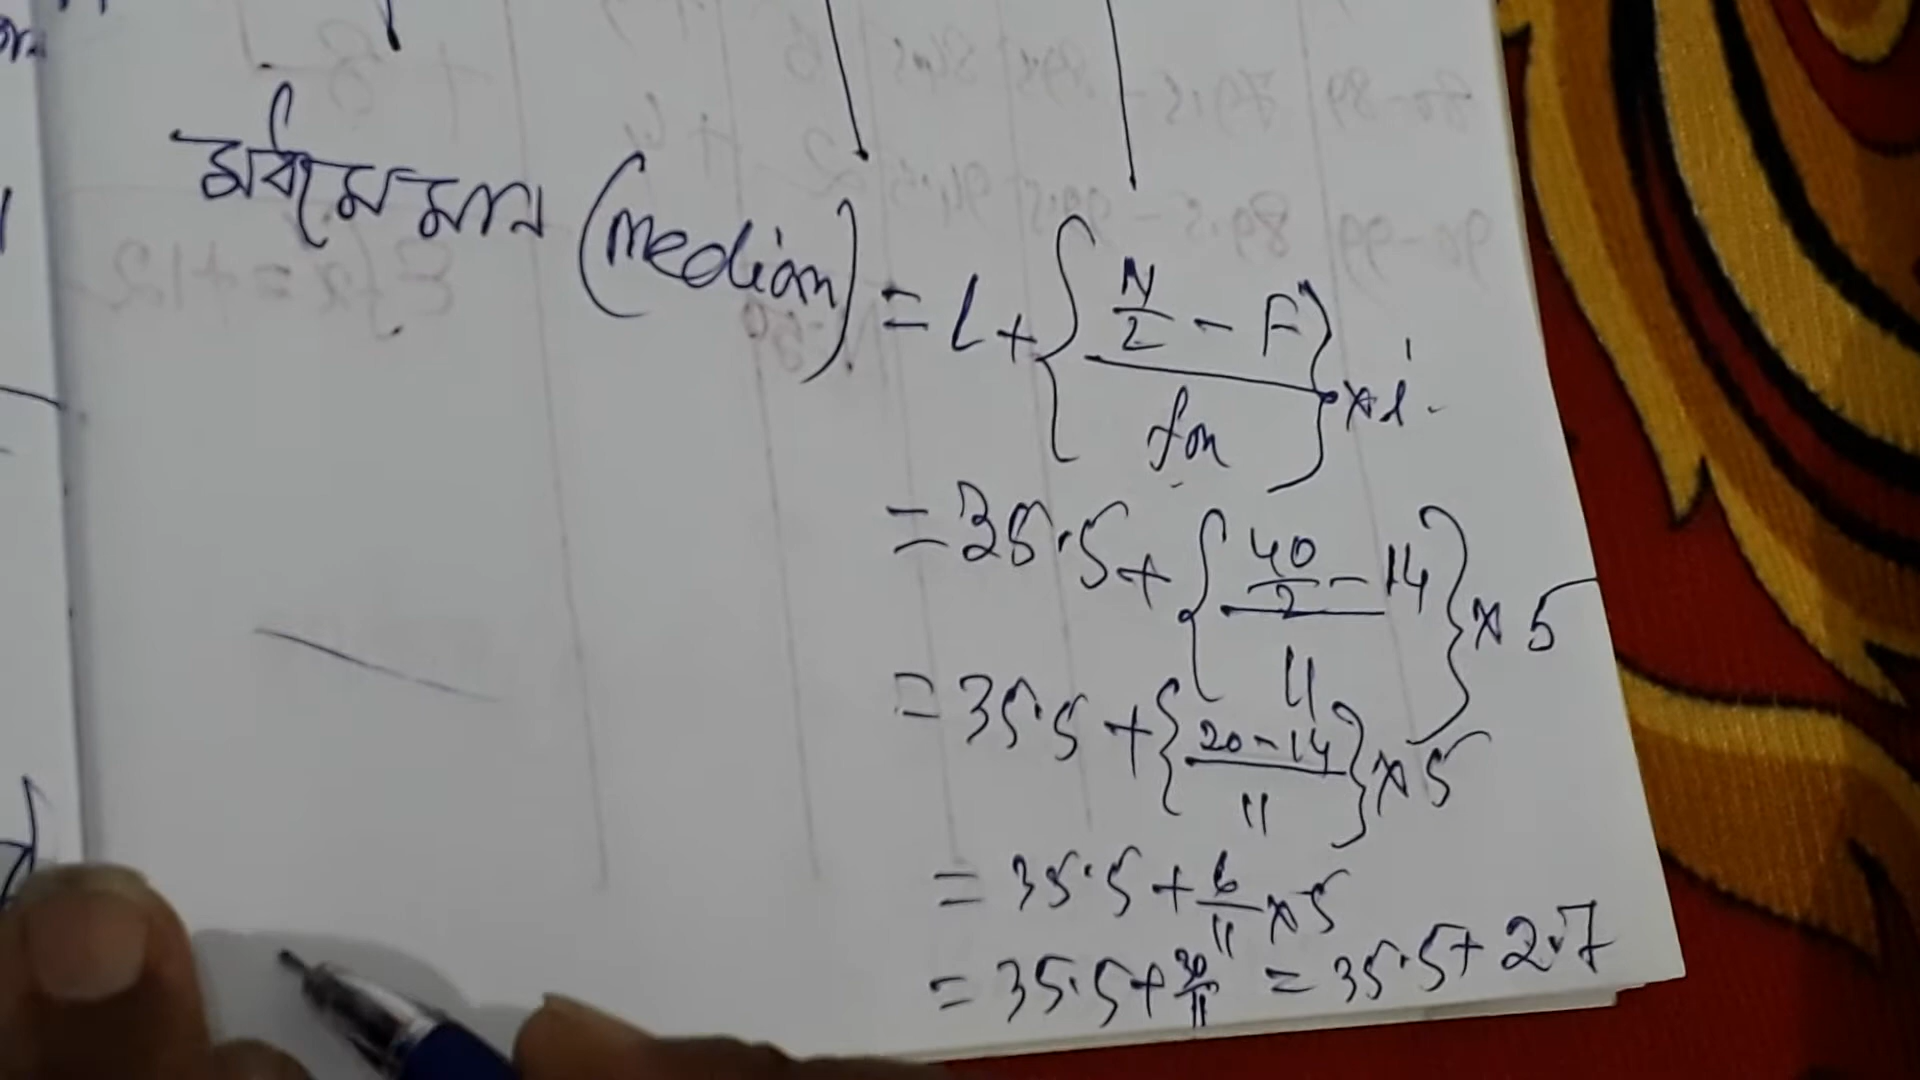 মধ্যমমান (median) = L + { (N/2 - F) / fm } × i
= 35.5 + { (40/2 - 14) / 11 } × 5
= 35.5 + { (20-14) / 11 } × 5
= 35.5 + 6/11 × 5
= 35.5 + 30/11 = 35.5 + 2.7